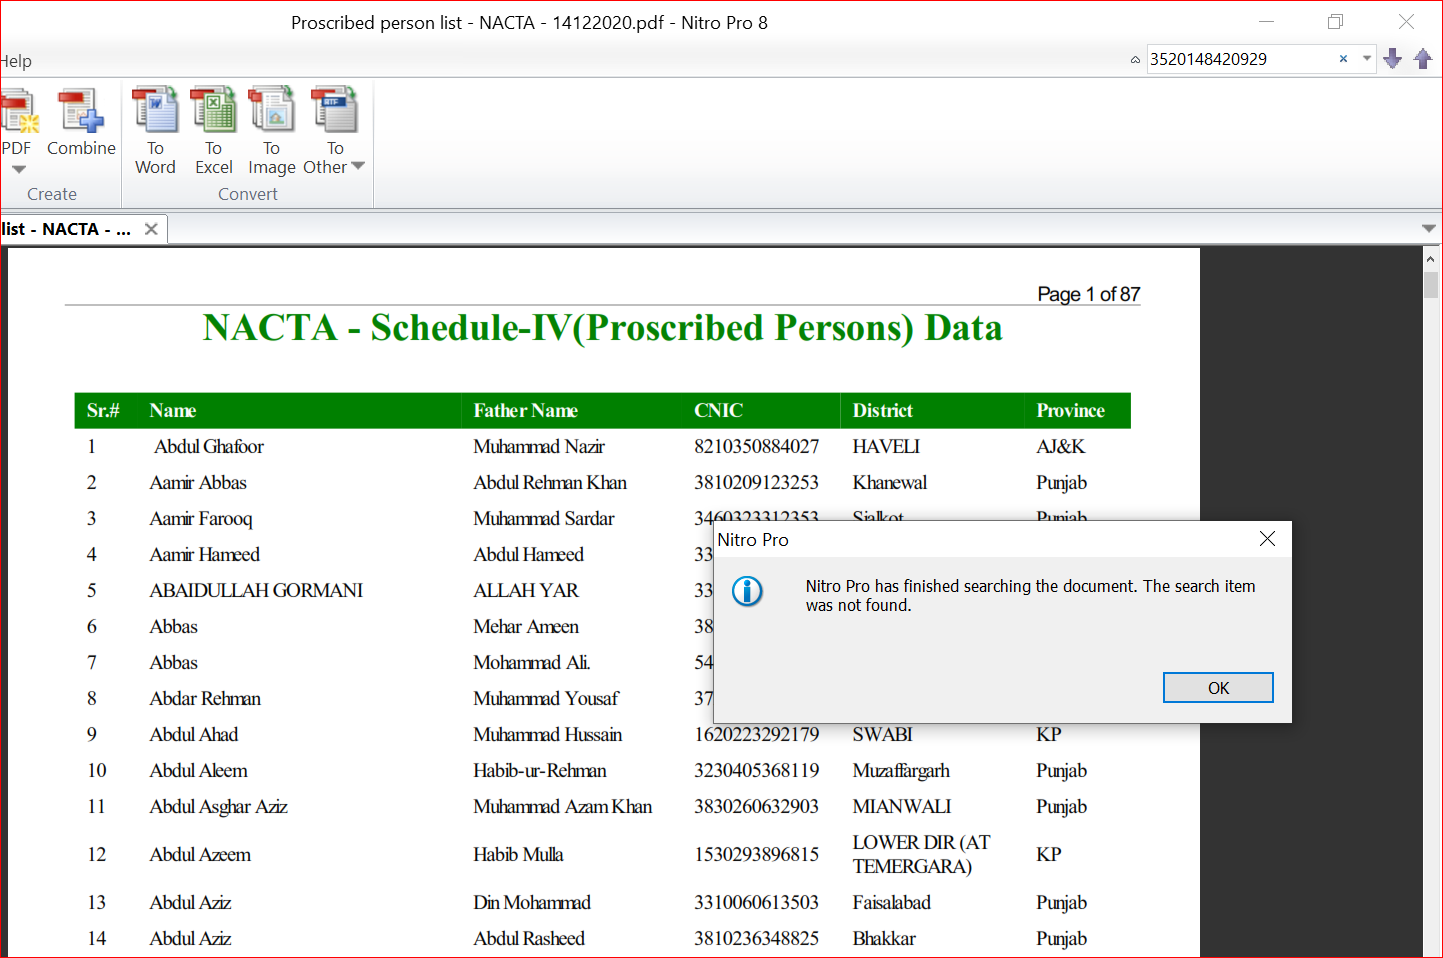 Proscribed person list - NACTA - 14122020.pdf - Nitro Pro 8
Help
3520148420929
PDF
Combine
To Word
To Excel
To Image
To Other
Create
Convert
list - NACTA - ...
Page 1 of 87
NACTA - Schedule-IV(Proscribed Persons) Data
Sr.# Name Father Name CNIC District Province
1 Abdul Ghafoor Muhammad Nazir 8210350884027 HAVELI AJ&K
2 Aamir Abbas Abdul Rehman Khan 3810209123253 Khanewal Punjab
3 Aamir Farooq Muhammad Sardar 3460323312353 Sialkot Punjab
4 Aamir Hameed Abdul Hameed 33
5 ABAIDULLAH GORMANI ALLAH YAR 33
6 Abbas Mehar Ameen 38
7 Abbas Mohammad Ali. 54
8 Abdar Rehman Muhammad Yousaf 37
9 Abdul Ahad Muhammad Hussain 1620223292179 SWABI KP
10 Abdul Aleem Habib-ur-Rehman 3230405368119 Muzaffargarh Punjab
11 Abdul Asghar Aziz Muhammad Azam Khan 3830260632903 MIANWALI Punjab
12 Abdul Azeem Habib Mulla 1530293896815 LOWER DIR (AT TEMERGARA) KP
13 Abdul Aziz Din Mohammad 3310060613503 Faisalabad Punjab
14 Abdul Aziz Abdul Rasheed 3810236348825 Bhakkar Punjab
Nitro Pro
Nitro Pro has finished searching the document. The search item
was not found.
OK